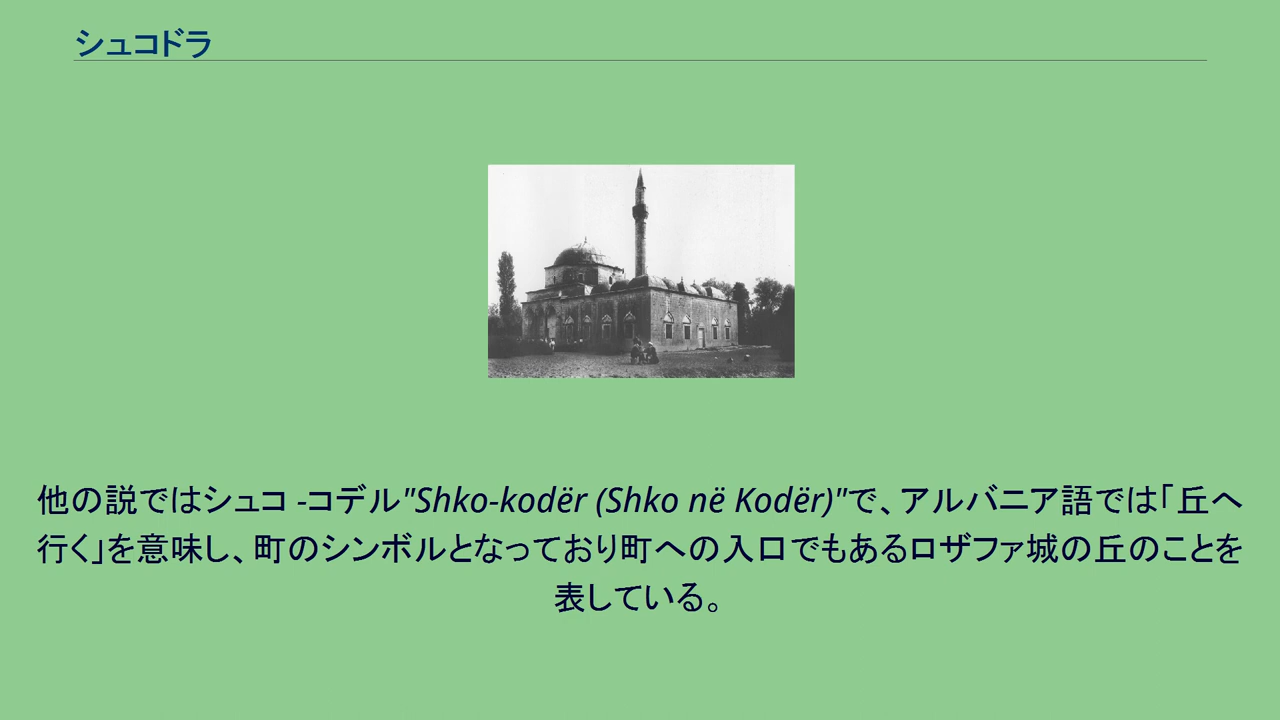 シュコドラ
他の説ではシュコ -コデル"Shko-kodër (Shko në Kodër)"で、アルバニア語では「丘へ
行く」を意味し、町のシンボルとなっており町への入口でもあるロザファ城の丘のことを
表している。